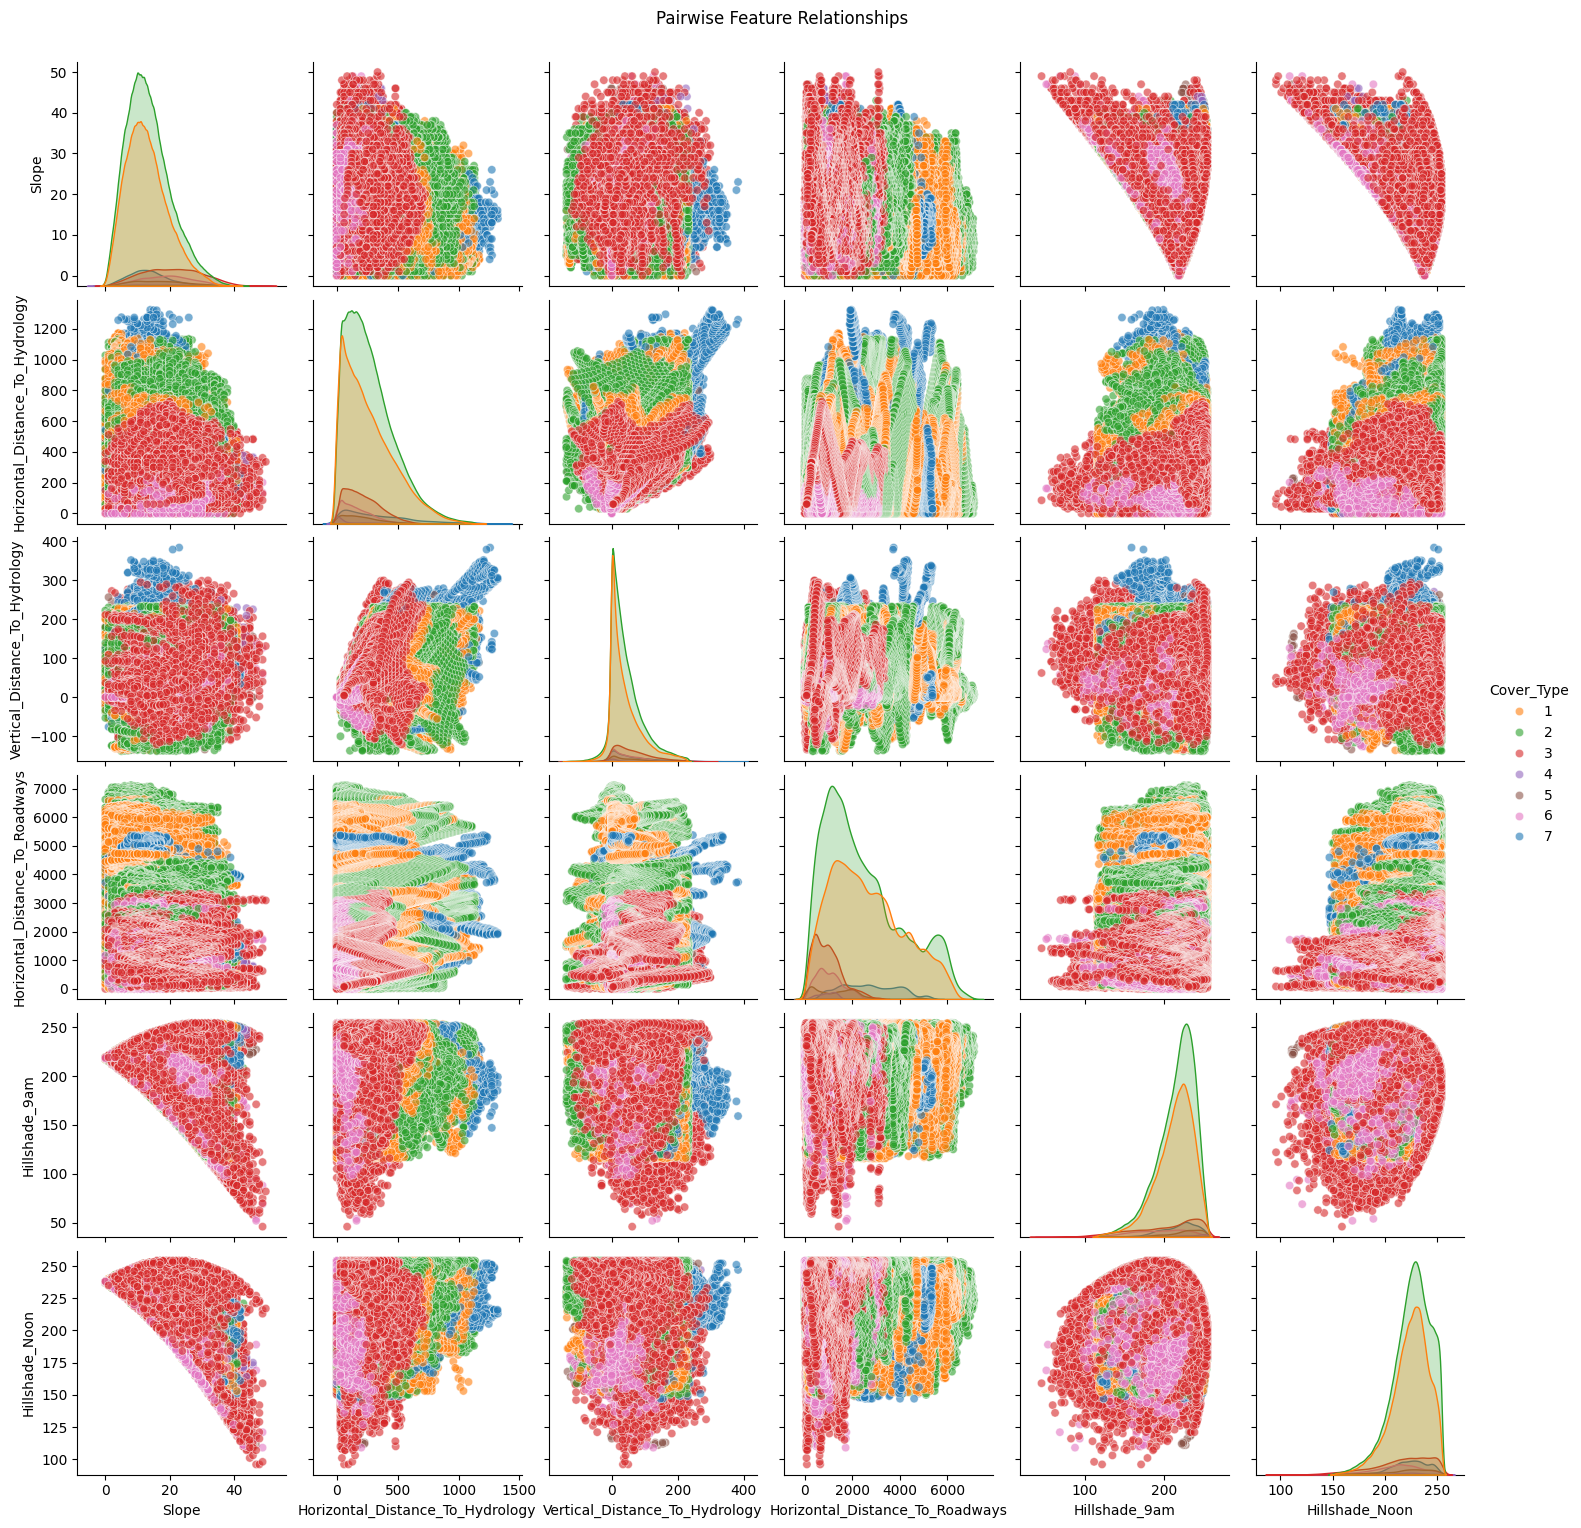 Pairwise Feature Relationships
50
40
30
20
10
0
Slope
1200
1000
800
600
400
200
0
Horizontal_Distance_To_Hydrology
400
300
200
100
0
−100
Vertical_Distance_To_Hydrology
7000
6000
5000
4000
3000
2000
1000
0
Horizontal_Distance_To_Roadways
250
200
150
100
50
Hillshade_9am
250
225
200
175
150
125
100
Hillshade_Noon
0 20 40
Slope
0 500 1000 1500
Horizontal_Distance_To_Hydrology
0 200 400
Vertical_Distance_To_Hydrology
0 2000 4000 6000
Horizontal_Distance_To_Roadways
100 200
Hillshade_9am
100 150 200 250
Hillshade_Noon
Cover_Type
1
2
3
4
5
6
7